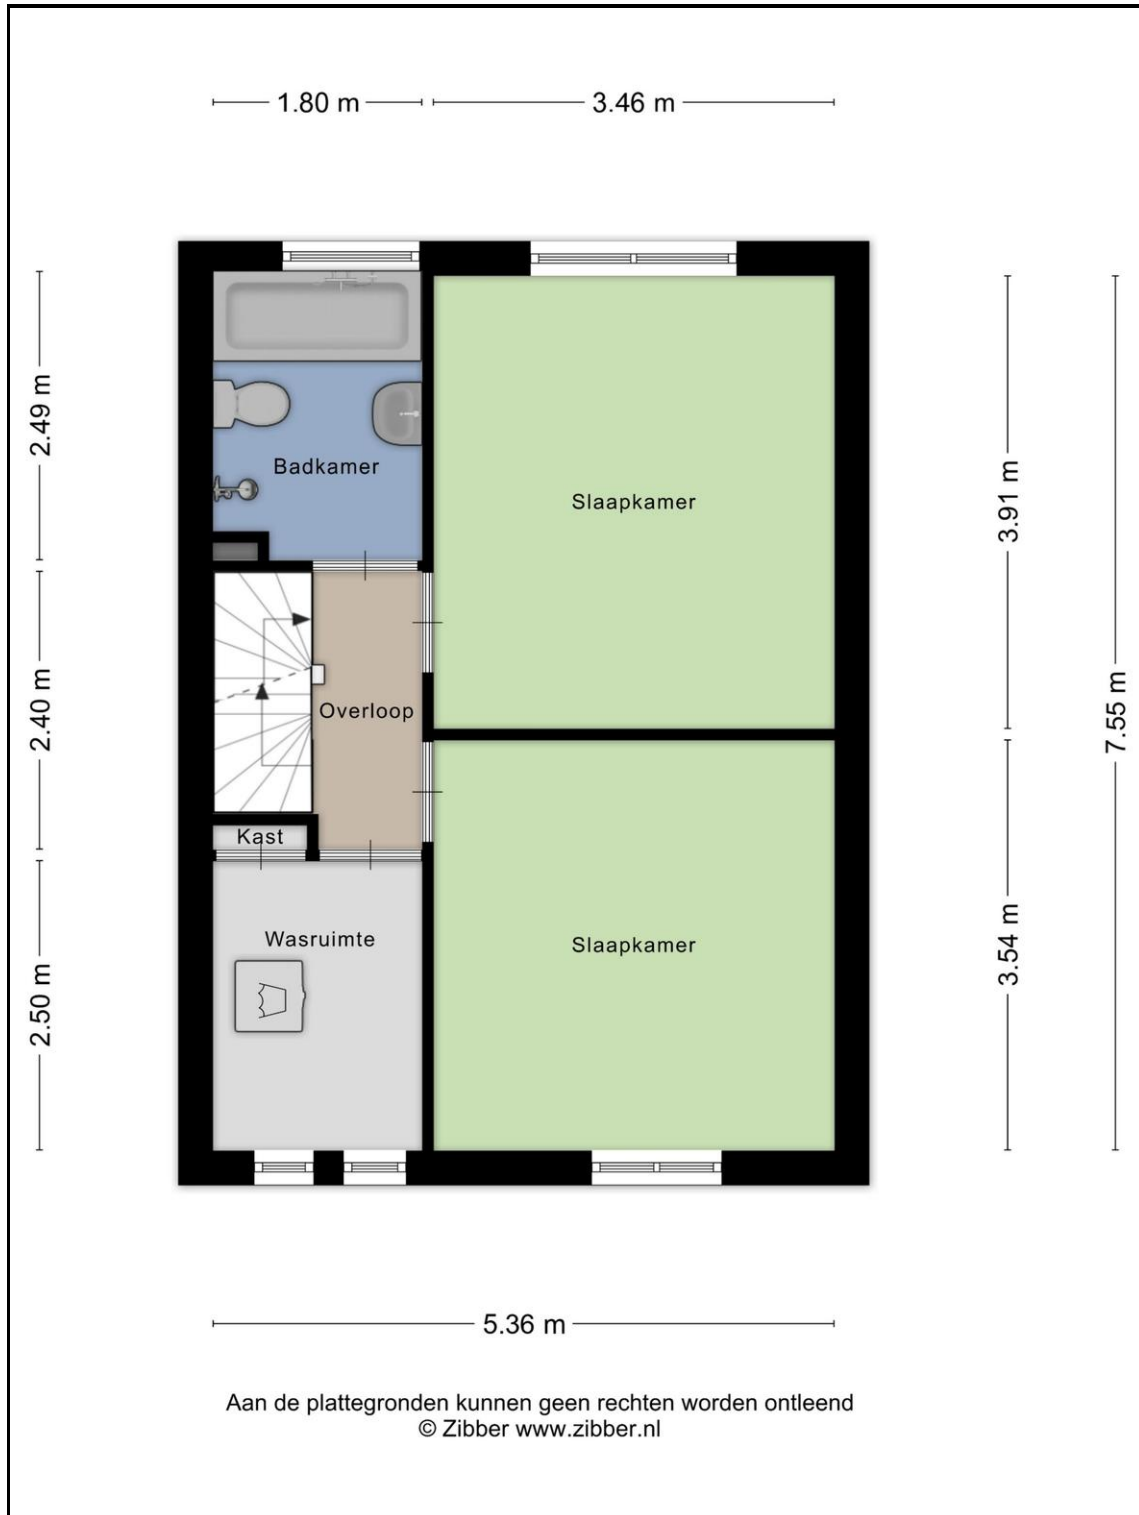 1.80 m
3.46 m
2.49 m
Badkamer
Slaapkamer
3.91 m
2.40 m
Overloop
7.55 m
Kast
Wasruimte
Slaapkamer
3.54 m
2.50 m
5.36 m
Aan de plattegronden kunnen geen rechten worden ontleend
© Zibber www.zibber.nl